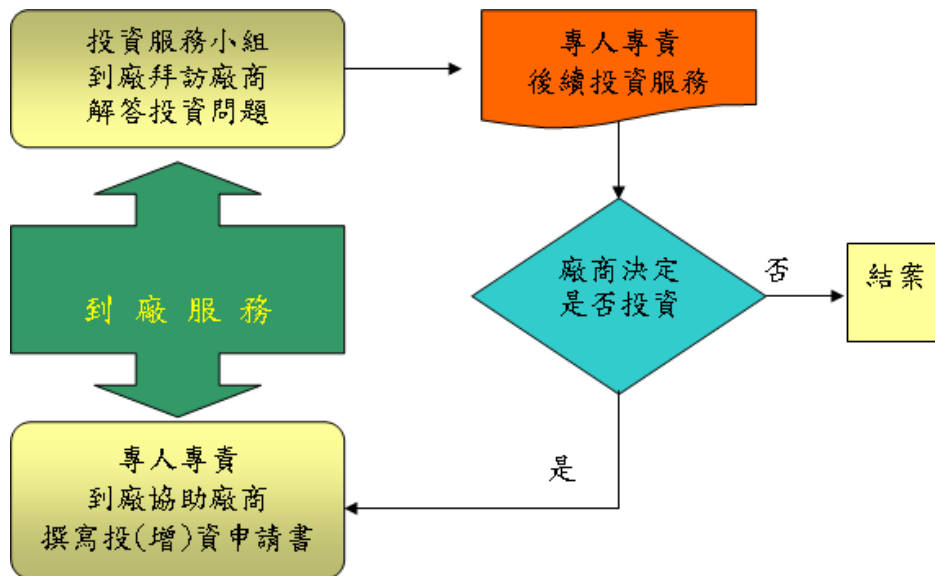 投資服務小組
到廠拜訪廠商
解答投資問題
專人專責
後續投資服務
廠商決定
是否投資
否
結案
到廠服務
是
專人專責
到廠協助廠商
撰寫投(增)資申請書